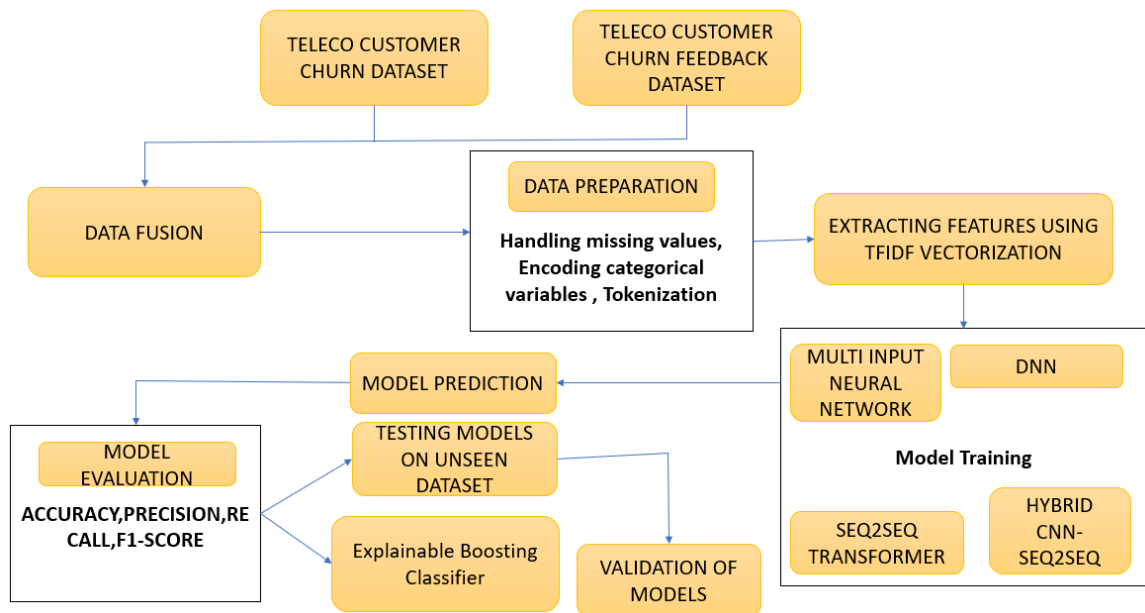 TELECO CUSTOMER
CHURN DATASET
TELECO CUSTOMER
CHURN FEEDBACK
DATASET
DATA FUSION
DATA PREPARATION
Handling missing values,
Encoding categorical
variables , Tokenization
EXTRACTING FEATURES USING
TFIDF VECTORIZATION
MULTI INPUT
NEURAL
NETWORK
DNN
Model Training
SEQ2SEQ
TRANSFORMER
HYBRID
CNN-
SEQ2SEQ
MODEL PREDICTION
MODEL
EVALUATION
ACCURACY,PRECISION,RE
CALL,F1-SCORE
TESTING MODELS
ON UNSEEN
DATASET
Explainable Boosting
Classifier
VALIDATION OF
MODELS